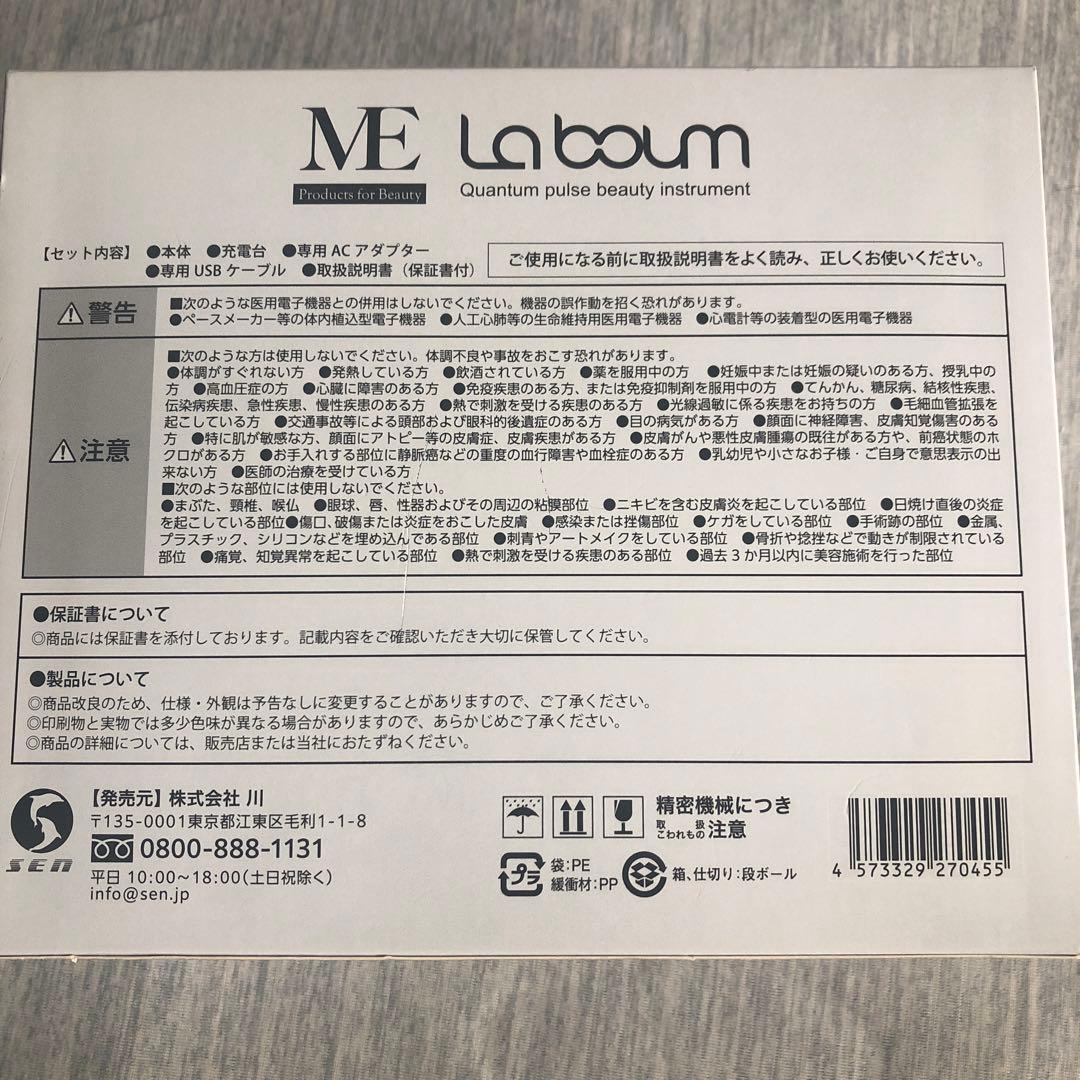 ME La boum
Products for Beauty Quantum pulse beauty instrument
【セット内容】 ●本体 ●充電台 ●専用 AC アダプター
●専用 USB ケーブル ●取扱説明書（保証書付）
ご使用になる前に取扱説明書をよく読み、正しくお使いください。
警告
■次のような医用電子機器との併用はしないでください。機器の誤作動を招く恐れがあります。
●ペースメーカー等の体内植込型電子機器 ●人工心肺等の生命維持用医用電子機器 ●心電計等の装着型の医用電子機器
注意
■次のような方は使用しないでください。体調不良や事故をおこす恐れがあります。
●体調がすぐれない方 ●発熱している方 ●飲酒されている方 ●薬を服用中の方 ●妊娠中または妊娠の疑いのある方、授乳中の
方 ●高血圧症の方 ●心臓に障害のある方 ●免疫疾患のある方、または免疫抑制剤を服用中の方 ●てんかん、糖尿病、結核性疾患、
伝染病疾患、急性疾患、慢性疾患のある方 ●熱で刺激を受ける疾患のある方 ●光線過敏に係る疾患をお持ちの方 ●毛細血管拡張を
起こしている方 ●交通事故等による頭部および眼科的後遺症のある方 ●目の病気がある方 ●顔面に神経障害、皮膚知覚傷害のある
方 ●特に肌が敏感な方、顔面にアトピー等の皮膚症、皮膚疾患がある方 ●皮膚がんや悪性皮膚腫瘍の既往がある方や、前癌状態のホ
クロがある方 ●お手入れする部位に静脈瘤などの重度の血行障害や血栓症のある方 ●乳幼児や小さなお子様・ご自身で意思表示の出
来ない方 ●医師の治療を受けている方
■次のような部位には使用しないでください。
●まぶた、頸椎、喉仏 ●眼球、唇、性器およびその周辺の粘膜部位 ●ニキビを含む皮膚炎を起こしている部位 ●日焼け直後の炎症
を起こしている部位●傷口、破傷または炎症をおこした皮膚 ●感染または挫傷部位 ●ケガをしている部位 ●手術跡の部位 ●金属、
プラスチック、シリコンなどを埋め込んである部位 ●刺青やアートメイクをしている部位 ●骨折や捻挫などで動きが制限されている
部位 ●痛覚、知覚異常を起こしている部位 ●熱で刺激を受ける疾患のある部位 ●過去 3 か月以内に美容施術を行った部位
●保証書について
◎商品には保証書を添付しております。記載内容をご確認いただき大切に保管してください。
●製品について
◎商品改良のため、仕様・外観は予告なしに変更することがありますので、ご了承ください。
◎印刷物と実物では多少色味が異なる場合がありますので、あらかじめご了承ください。
◎商品の詳細については、販売店または当社におたずねください。
SEN
【発売元】株式会社 川
〒135-0001東京都江東区毛利1-1-8
0800-888-1131
平日 10:00〜18:00（土日祝除く）
info@sen.jp
精密機械につき
こわれもの取扱注意
プラ 袋:PE
緩衝材:PP
箱、仕切り:段ボール
4 573329 270455